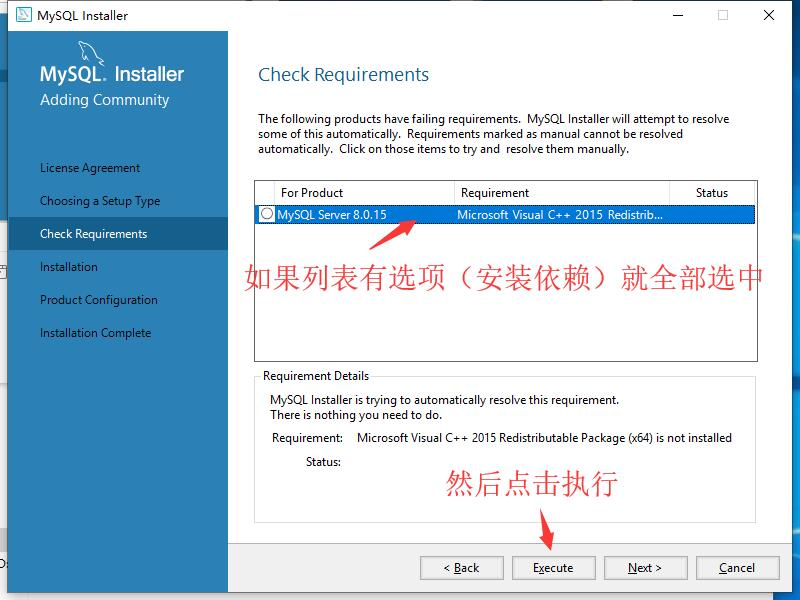 MySQL Installer
MySQL. Installer
Adding Community
License Agreement
Choosing a Setup Type
Check Requirements
Installation
Product Configuration
Installation Complete
Check Requirements
The following products have failing requirements. MySQL Installer will attempt to resolve
some of this automatically. Requirements marked as manual cannot be resolved
automatically. Click on those items to try and resolve them manually.
For Product Requirement Status
MySQL Server 8.0.15 Microsoft Visual C++ 2015 Redistrib...
如果列表有选项（安装依赖）就全部选中
Requirement Details
MySQL Installer is trying to automatically resolve this requirement.
There is nothing you need to do.
Requirement: Microsoft Visual C++ 2015 Redistributable Package (x64) is not installed
Status:
然后点击执行
< Back Execute Next > Cancel